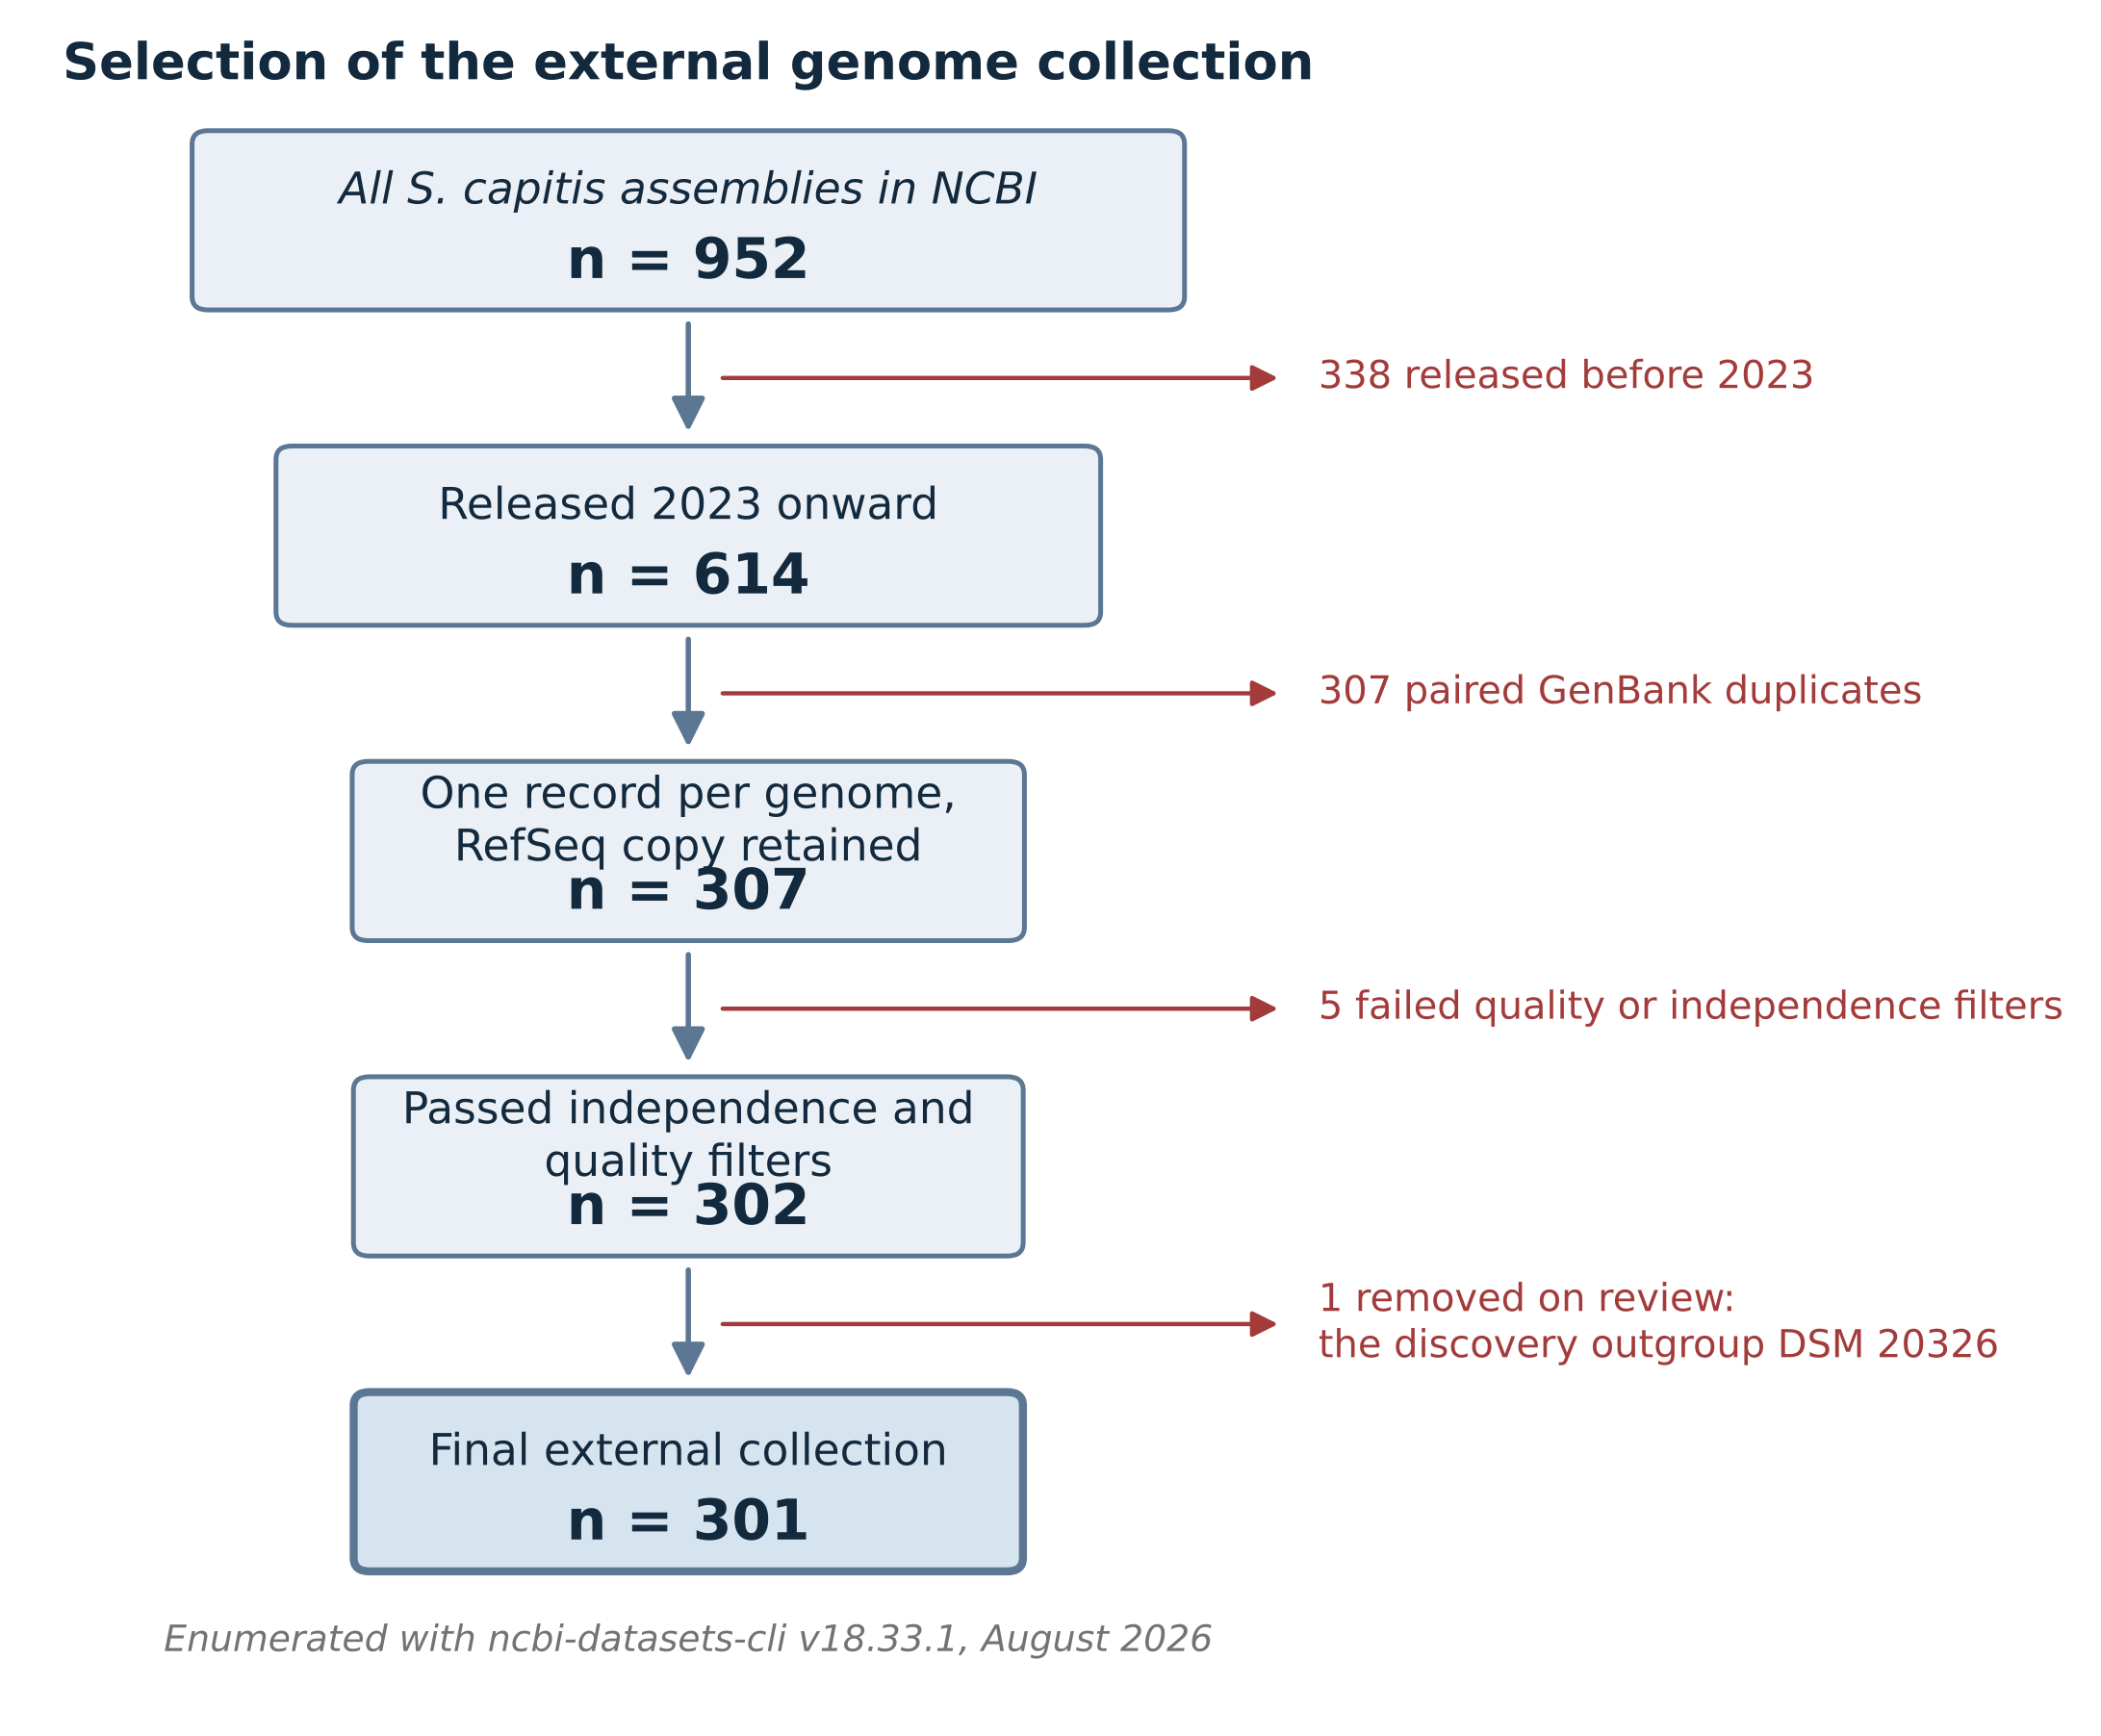 Selection of the external genome collection
All S. capitis assemblies in NCBI
n = 952
338 released before 2023
Released 2023 onward
n = 614
307 paired GenBank duplicates
One record per genome,
RefSeq copy retained
n = 307
5 failed quality or independence filters
Passed independence and
quality filters
n = 302
1 removed on review:
the discovery outgroup DSM 20326
Final external collection
n = 301
Enumerated with ncbi-datasets-cli v18.33.1, August 2026